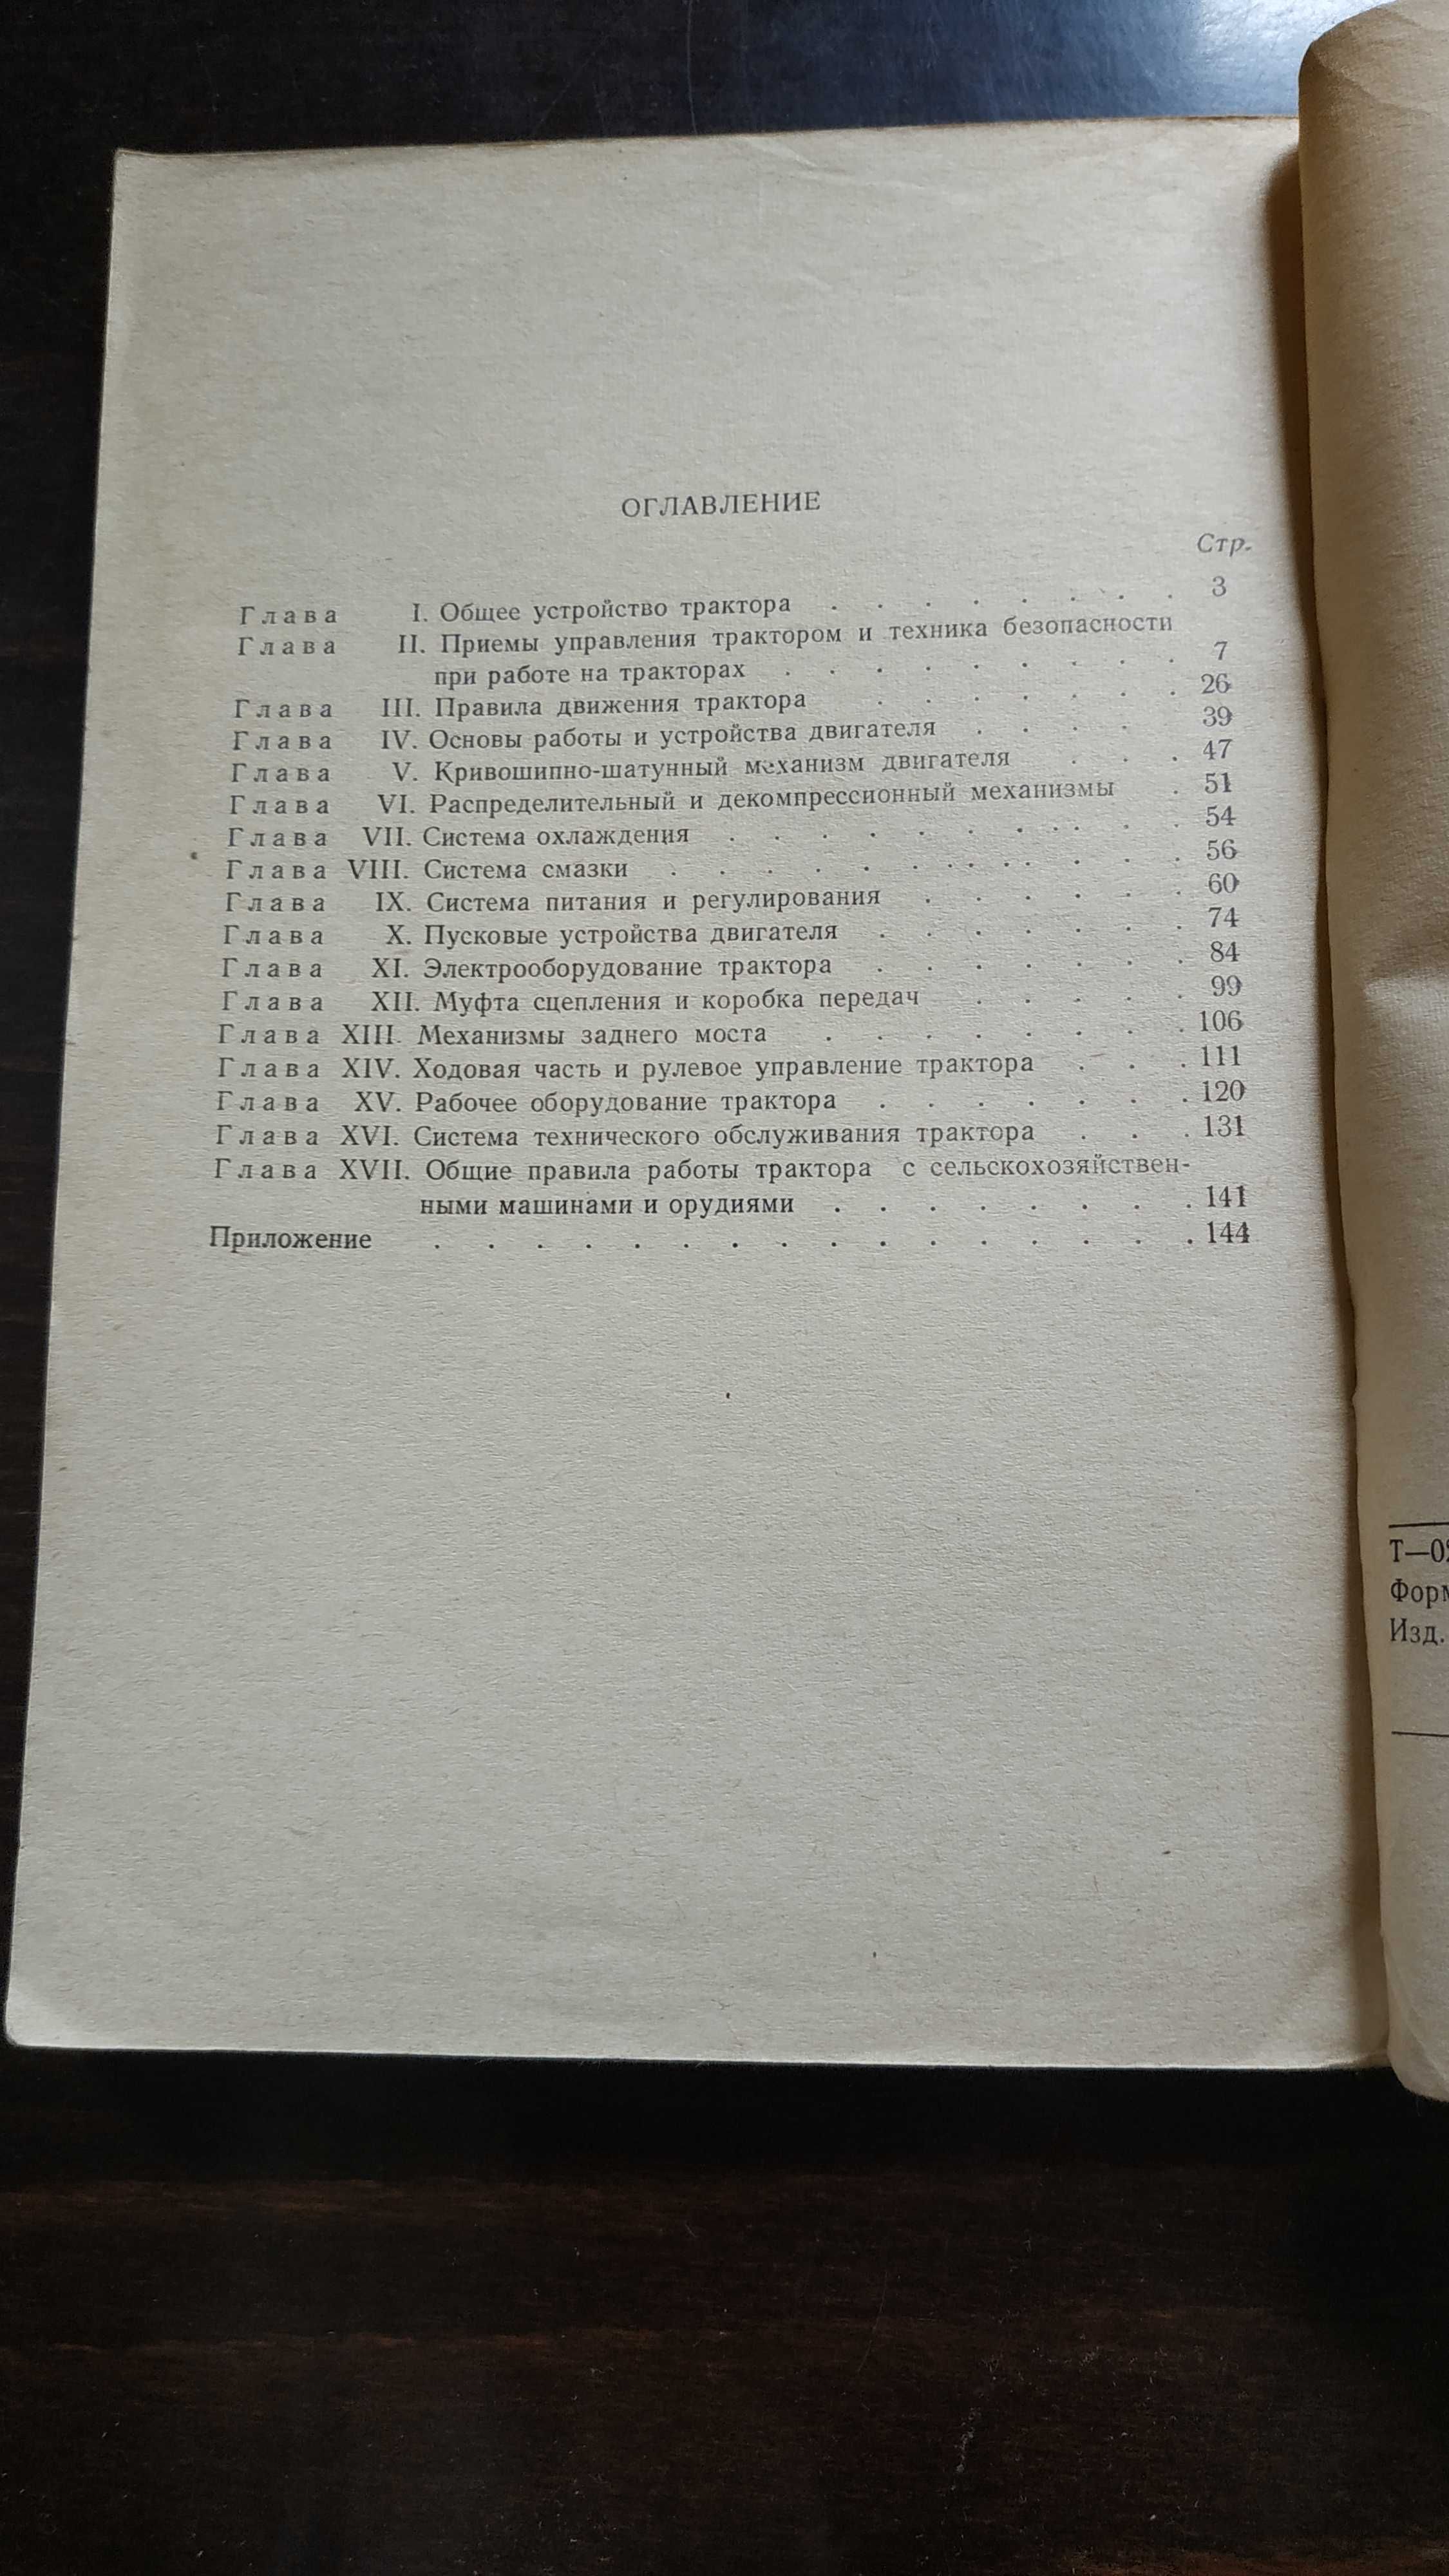 ОГЛАВЛЕНИЕ
Стр.
Глава I. Общее устройство трактора . . . . . . . . 3
Глава II. Приемы управления трактором и техника безопасности
при работе на тракторах . . . . . . . . . 7
Глава III. Правила движения трактора . . . . . . . 26
Глава IV. Основы работы и устройства двигателя . . . . 39
Глава V. Кривошипно-шатунный механизм двигателя . . . 47
Глава VI. Распределительный и декомпрессионный механизмы . 51
Глава VII. Система охлаждения . . . . . . . . . . 54
Глава VIII. Система смазки . . . . . . . . . . . 56
Глава IX. Система питания и регулирования . . . . . . 60
Глава X. Пусковые устройства двигателя . . . . . . . 74
Глава XI. Электрооборудование трактора . . . . . . . 84
Глава XII. Муфта сцепления и коробка передач . . . . . 99
Глава XIII. Механизмы заднего моста . . . . . . . . 106
Глава XIV. Ходовая часть и рулевое управление трактора . . . 111
Глава XV. Рабочее оборудование трактора . . . . . . . 120
Глава XVI. Система технического обслуживания трактора . . . 131
Глава XVII. Общие правила работы трактора с сельскохозяйствен-
ными машинами и орудиями . . . . . . . . 141
Приложение . . . . . . . . . . . . . . . . 144
Изд.